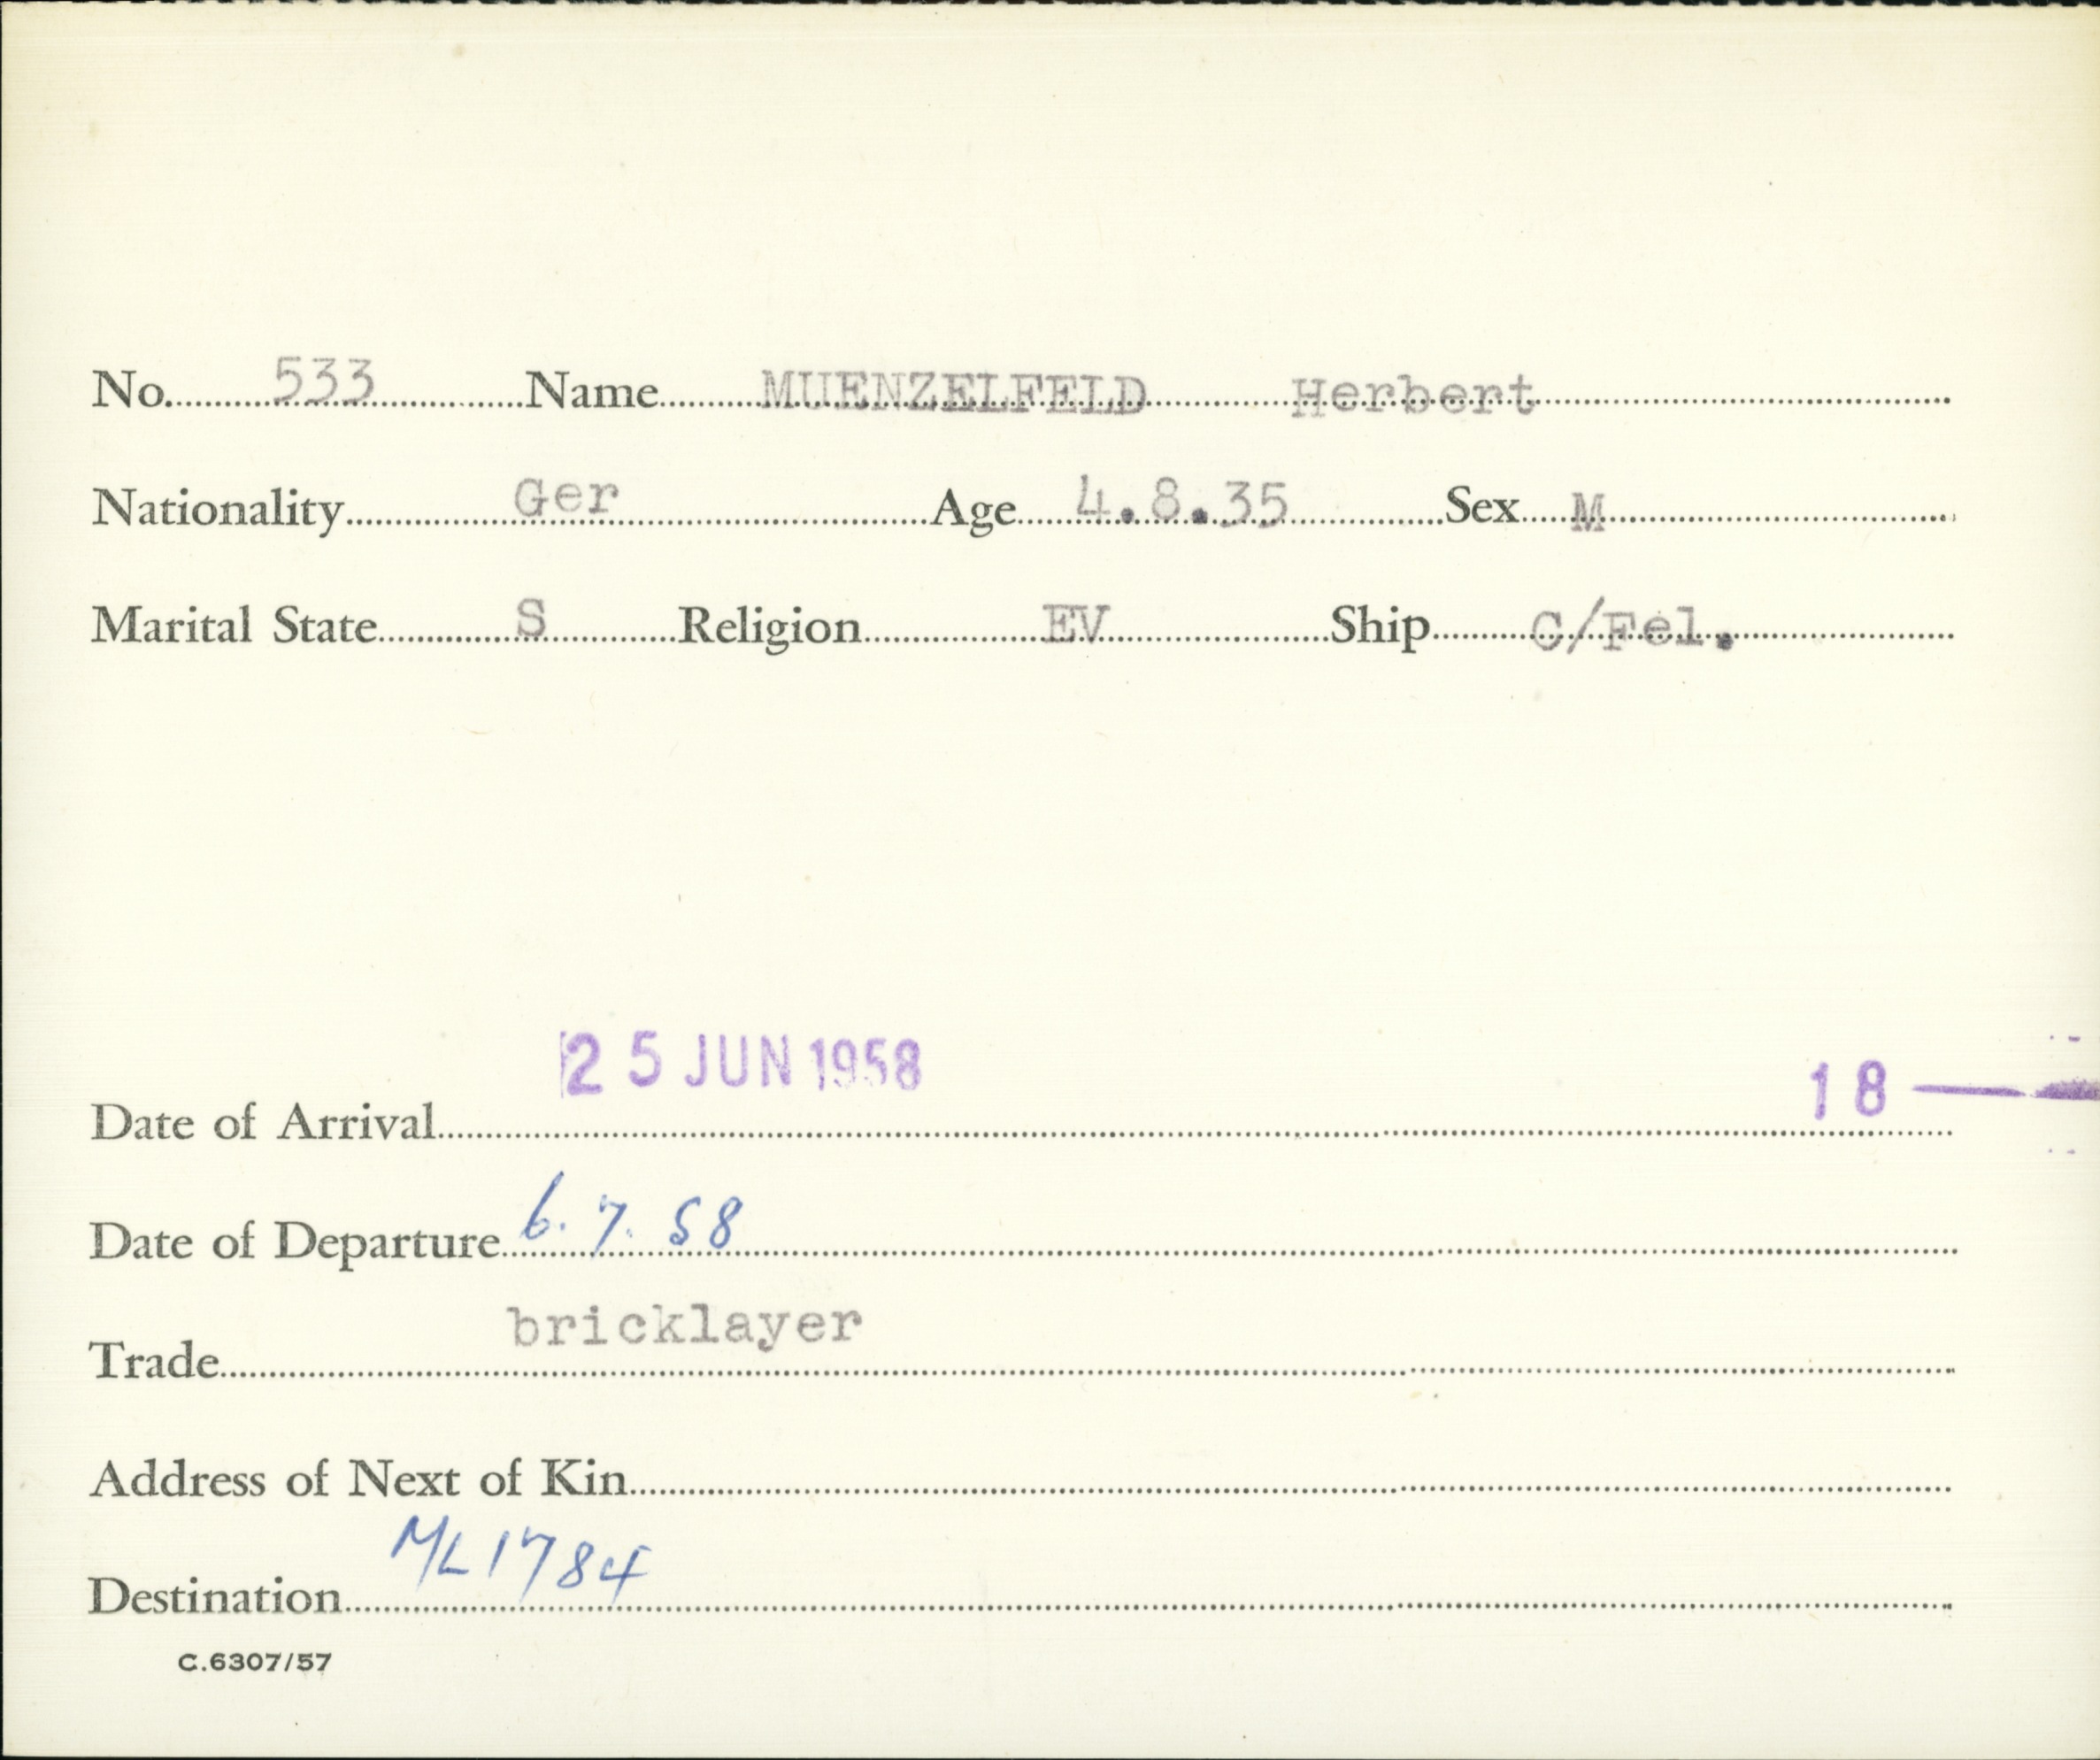 No. 533 Name MUENZELFELD Herbert
Nationality Ger Age 4.8.35 Sex M
Marital State S Religion EV Ship C/Fel.
25 JUN 1958 18
Date of Arrival
Date of Departure 6.7.58
Trade bricklayer
Address of Next of Kin
Destination ML1784
C.6307/57